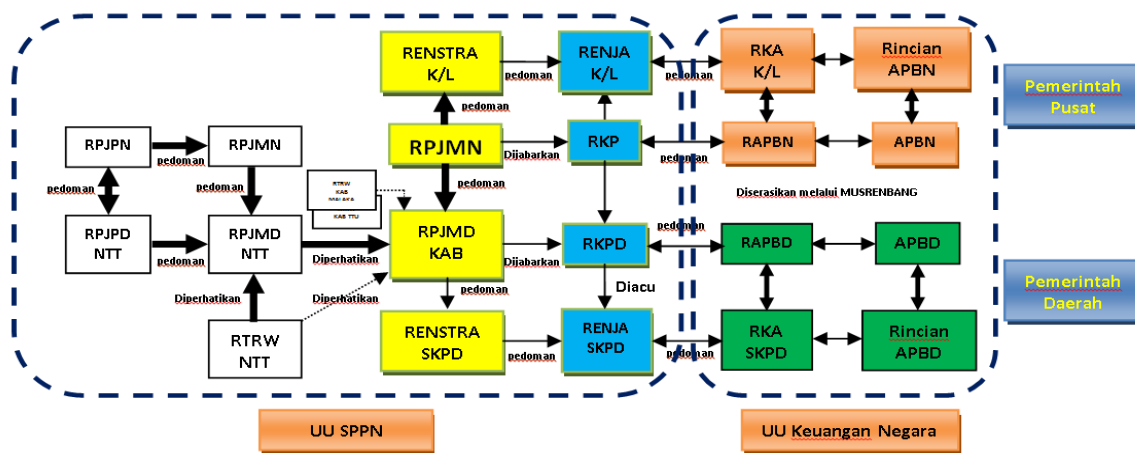 RENSTRA
K/L
pedoman
RENJA
K/L
pedoman
RKA
K/L
Rincian
APBN
Pemerintah
Pusat
pedoman
RPJPN
pedoman
RPJMN
RPJMN
Dijabarkan
RKP
pedoman
RAPBN
APBN
pedoman
pedoman
pedoman
RTRW
KAB
KAB TTU
Diserasikan melalui MUSRENBANG
RPJPD
NTT
pedoman
RPJMD
NTT
Diperhatikan
RPJMD
KAB
Dijabarkan
RKPD
pedoman
RAPBD
APBD
Diperhatikan
Diperhatikan
pedoman
Diacu
Pemerintah
Daerah
RTRW
NTT
RENSTRA
SKPD
pedoman
RENJA
SKPD
pedoman
RKA
SKPD
Rincian
APBD
UU SPPN
UU Keuangan Negara